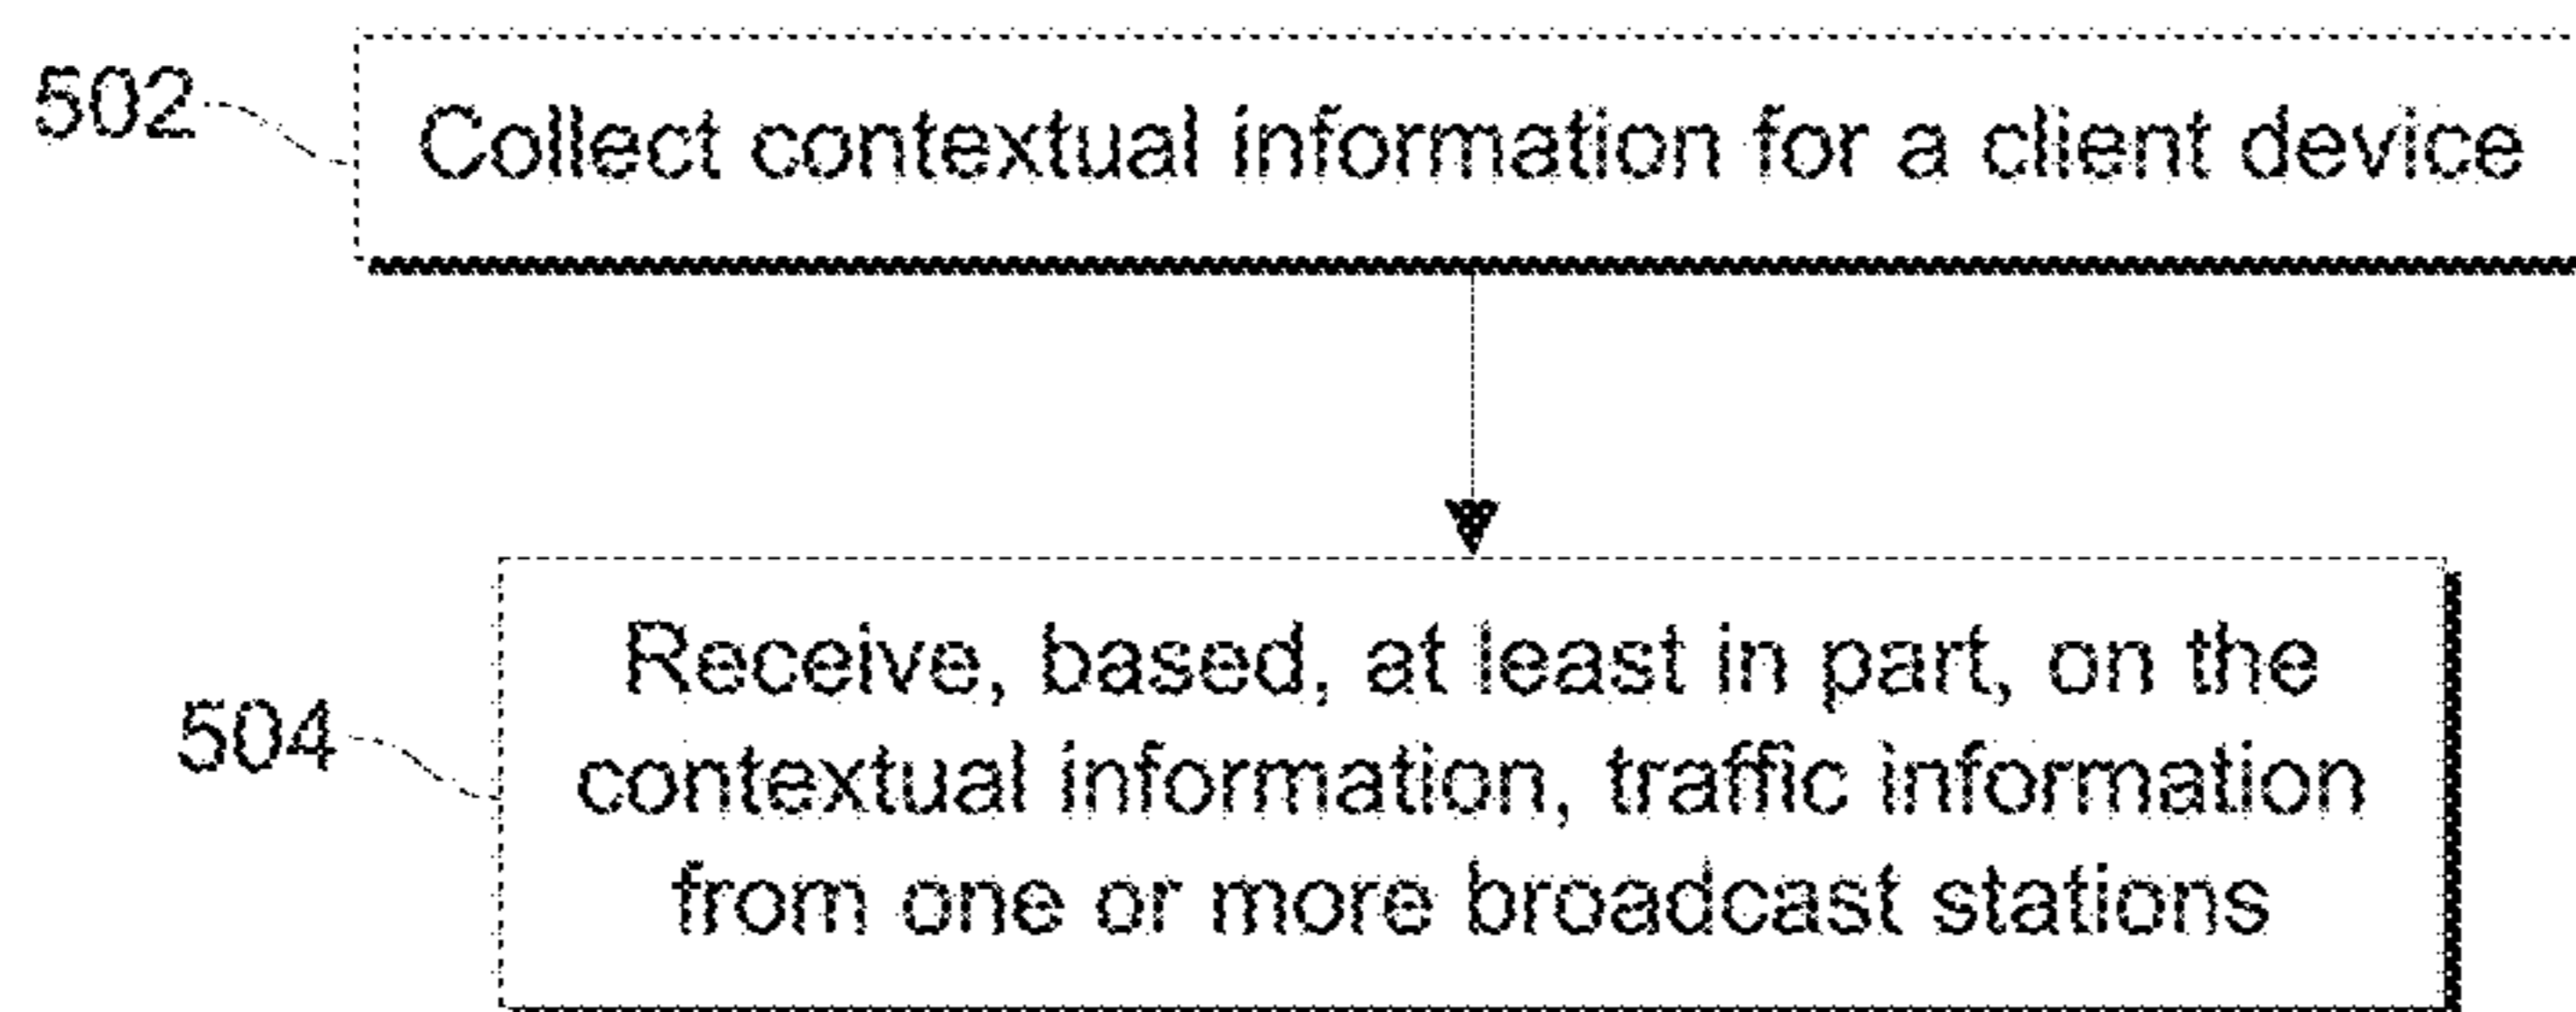 502
Collect contextual information for a client device
504
Receive, based, at least in part, on the
contextual information, traffic information
from one or more broadcast stations